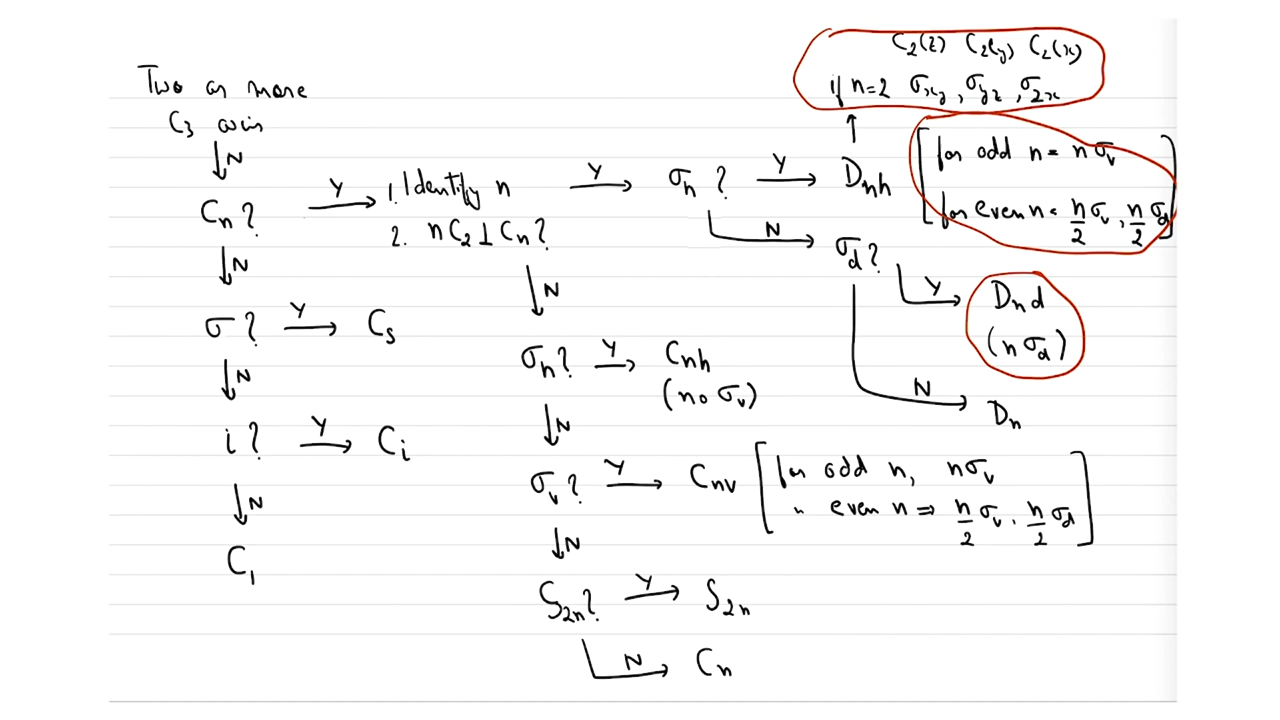 C₂(z) C₂(y) C₂(x)
if n=2 σxy, σyz, σzx
Two or more
C₃ axis
↓N
Cn? Y→ 1. Identify n Y→ σh? Y→ Dnh [for odd n = nσv
2. nC₂⊥Cn? for even n = n/2 σv, n/2 σd]
N→ σd?
↓N
↓N
Y→ Dnd
(nσd)
σ? Y→ Cs
↓N
σh? Y→ Cnh
(no σv)
N→ Dn
i? Y→ Ci
↓N
↓N
σv? Y→ Cnv [for odd n, nσv
" even n ⇒ n/2 σv, n/2 σd]
C₁
↓N
S2n? Y→ S2n
N→ Cn